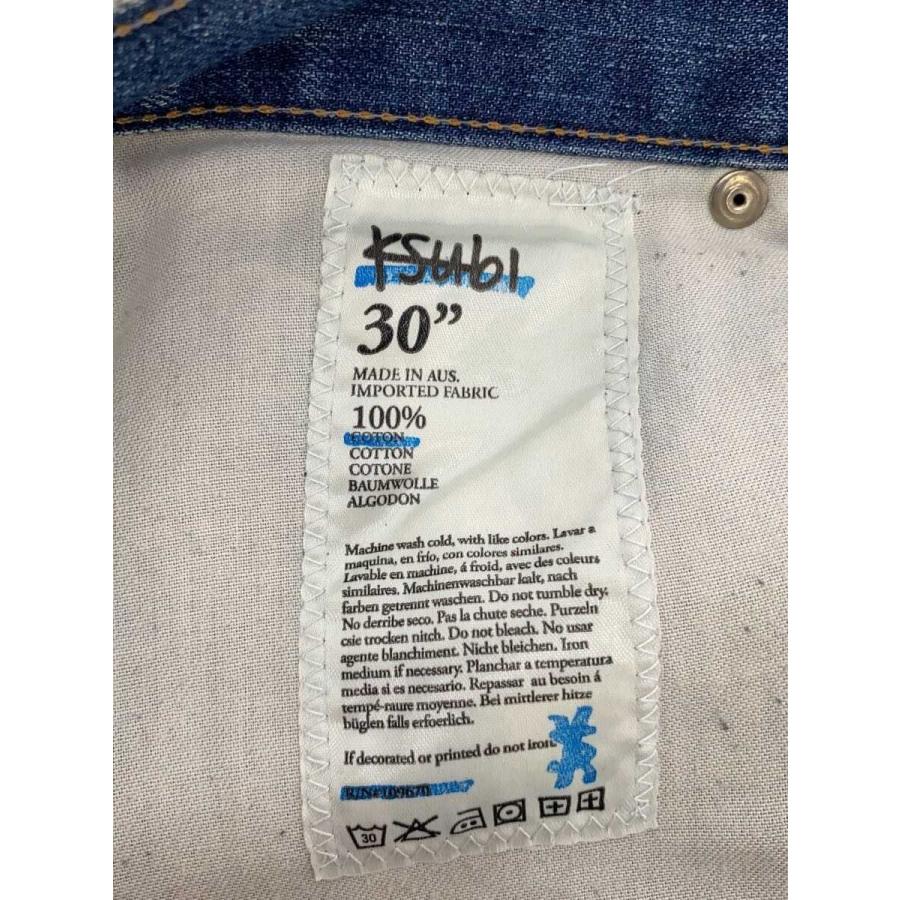 KSUbI
30”
MADE IN AUS.
IMPORTED FABRIC
100%
COTON
COTTON
COTONE
BAUMWOLLE
ALGODON
Machine wash cold, with like colors. Lavar a
maquina, en frío, con colores similares.
Lavable en machine, á froid, avec des coleurs
similaires. Machinenwaschbar kalt, nach
farben getrennt waschen. Do not tumble dry.
No derribe seco. Pas la chute seche. Purzeln
csie trocken nitch. Do not bleach. No usar
agente blanchiment. Nicht bleichen. Iron
medium if necessary. Planchar a temperatura
media si es necesario. Repassar au besoin á
tempé-raure moyenne. Bei mittlerer hitze
büglen falls erfoerlich.
If decorated or printed do not iron.
R/N# 109670
30